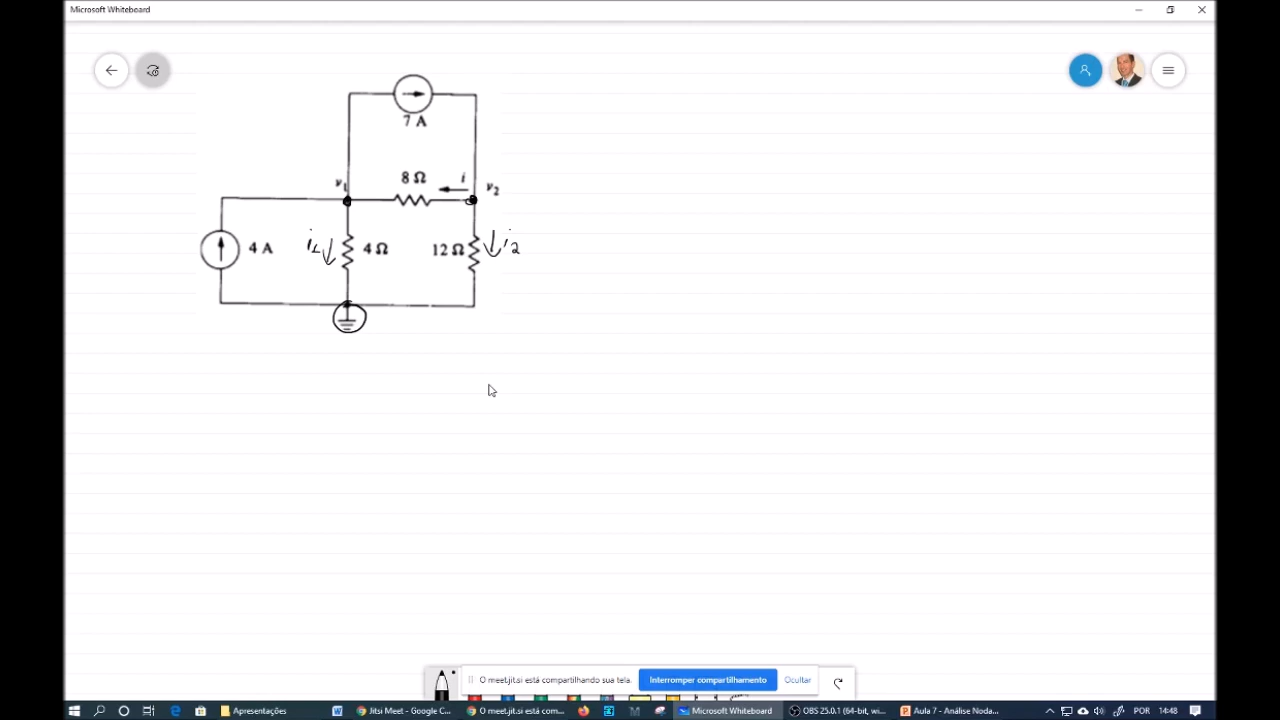 Microsoft Whiteboard
7 A
8 Ω
i
v1
v2
4 A
i1
4 Ω
12 Ω
i2
O meet.jit.si está compartilhando sua tela.
Interromper compartilhamento
Ocultar
Apresentações
Jitsi Meet - Google C...
O meet.jit.si está com...
Microsoft Whiteboard
OBS 25.0.1 (64-bit, wi...
Aula 7 - Análise Noda...
POR
14:48